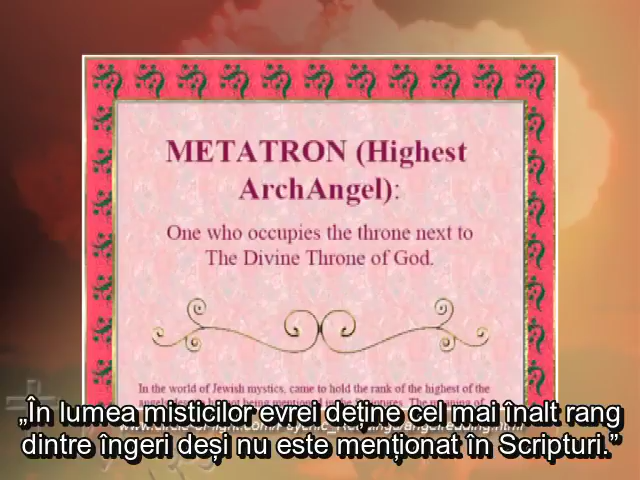 METATRON (Highest
ArchAngel):
One who occupies the throne next to
The Divine Throne of God.
In the world of Jewish mystics, came to hold the rank of the highest of the
„În lumea misticilor evrei deține cel mai înalt rang
dintre îngeri deși nu este menționat în Scripturi.”